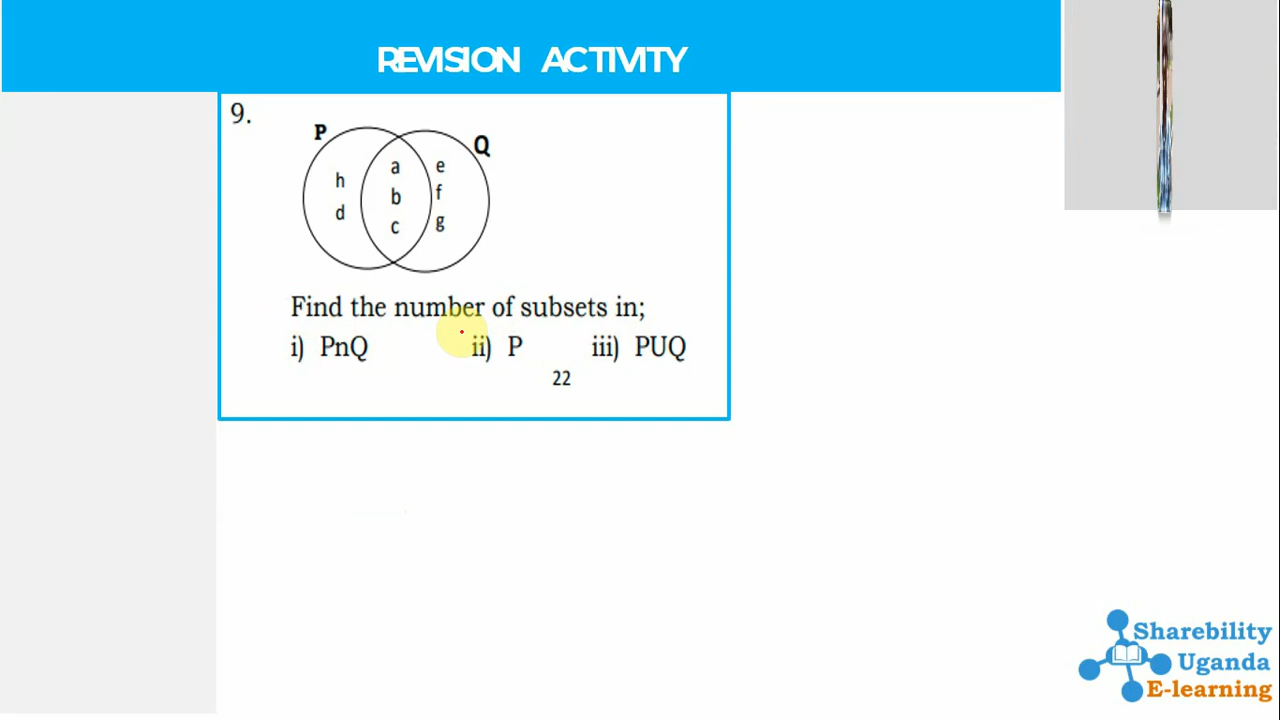 REVISION ACTIVITY
9.
P
Q
h
d
a
b
c
e
f
g
Find the number of subsets in;
i) PnQ ii) P iii) PUQ
22
Sharebility
Uganda
E-learning